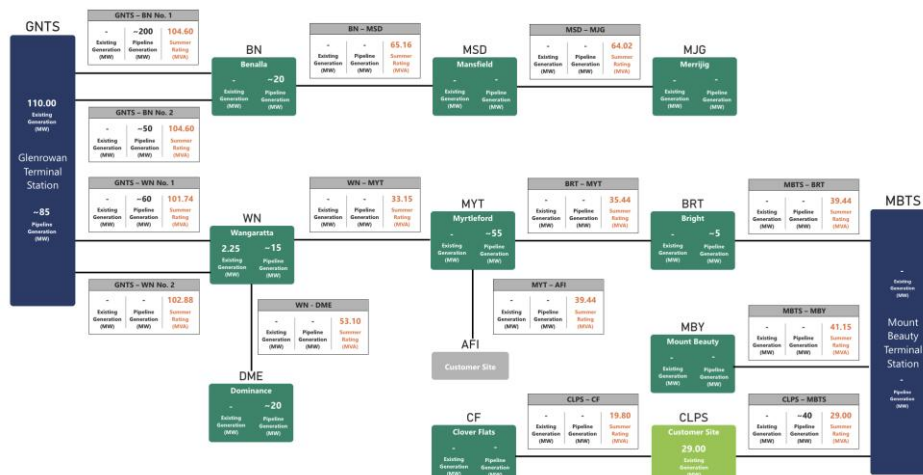 GNTS
110.00
Existing
Generation
(MW)
Glenrowan
Terminal
Station
~85
Pipeline
Generation
(MW)
GNTS – BN No. 1
- ~200 104.60
Existing Generation (MW) Pipeline Generation (MW) Summer Rating (MVA)
BN
Benalla
- ~20
Existing Generation (MW) Pipeline Generation (MW)
BN – MSD
- - 65.16
Existing Generation (MW) Pipeline Generation (MW) Summer Rating (MVA)
MSD
Mansfield
- -
Existing Generation (MW) Pipeline Generation (MW)
MSD – MJG
- - 64.02
Existing Generation (MW) Pipeline Generation (MW) Summer Rating (MVA)
MJG
Merrijig
- -
Existing Generation (MW) Pipeline Generation (MW)
GNTS – BN No. 2
- ~50 104.60
Existing Generation (MW) Pipeline Generation (MW) Summer Rating (MVA)
GNTS – WN No. 1
- ~60 101.74
Existing Generation (MW) Pipeline Generation (MW) Summer Rating (MVA)
WN
Wangaratta
2.25 ~15
Existing Generation (MW) Pipeline Generation (MW)
WN – MYT
- - 33.15
Existing Generation (MW) Pipeline Generation (MW) Summer Rating (MVA)
MYT
Myrtleford
- ~55
Existing Generation (MW) Pipeline Generation (MW)
BRT – MYT
- - 35.44
Existing Generation (MW) Pipeline Generation (MW) Summer Rating (MVA)
BRT
Bright
- ~5
Existing Generation (MW) Pipeline Generation (MW)
MBTS – BRT
- - 39.44
Existing Generation (MW) Pipeline Generation (MW) Summer Rating (MVA)
MBTS
-
Existing
Generation
(MW)
Mount
Beauty
Terminal
Station
-
Pipeline
Generation
(MW)
GNTS – WN No. 2
- - 102.88
Existing Generation (MW) Pipeline Generation (MW) Summer Rating (MVA)
WN – DME
- - 53.10
Existing Generation (MW) Pipeline Generation (MW) Summer Rating (MVA)
MYT – AFI
- - 39.44
Existing Generation (MW) Pipeline Generation (MW) Summer Rating (MVA)
AFI
Customer Site
MBY
Mount Beauty
- -
Existing Generation (MW) Pipeline Generation (MW)
MBTS – MBY
- - 41.15
Existing Generation (MW) Pipeline Generation (MW) Summer Rating (MVA)
DME
Dominance
- ~20
Existing Generation (MW) Pipeline Generation (MW)
CF
Clover Flats
- -
Existing Generation (MW) Pipeline Generation (MW)
CLPS – CF
- - 19.80
Existing Generation (MW) Pipeline Generation (MW) Summer Rating (MVA)
CLPS
Customer Site
29.00
Existing Generation (MW)
CLPS – MBTS
- ~40 29.00
Existing Generation (MW) Pipeline Generation (MW) Summer Rating (MVA)